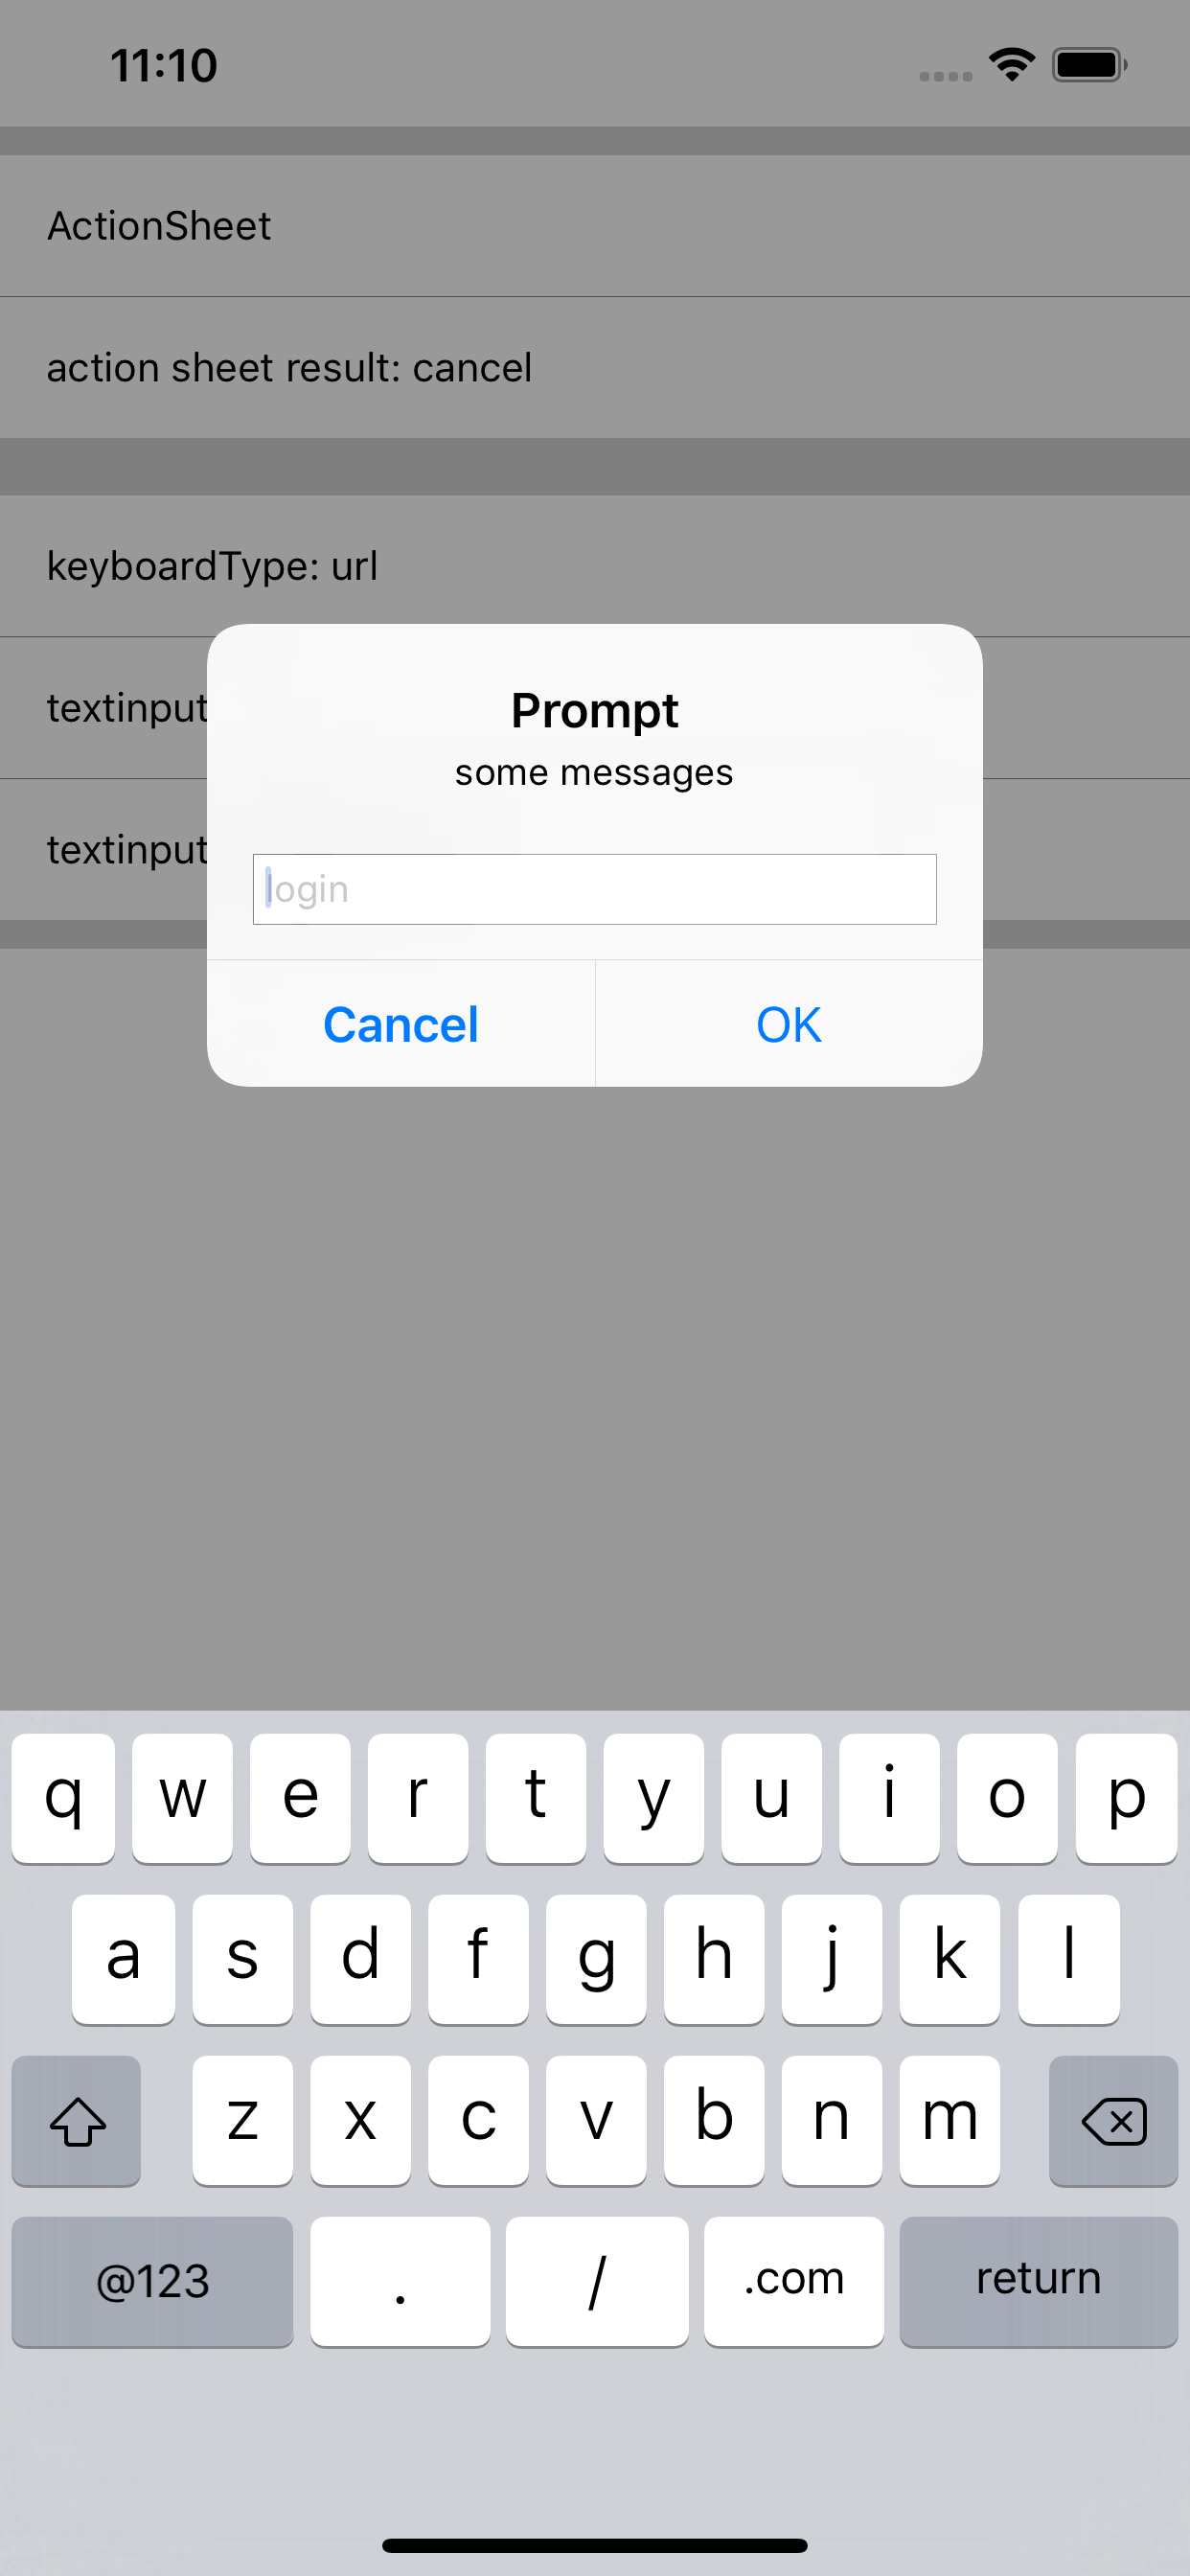 11:10
ActionSheet
action sheet result: cancel
keyboardType: url
textinput
textinput
Prompt
some messages
login
Cancel OK
q w e r t y u i o p
a s d f g h j k l
z x c v b n m
@123 . / .com return